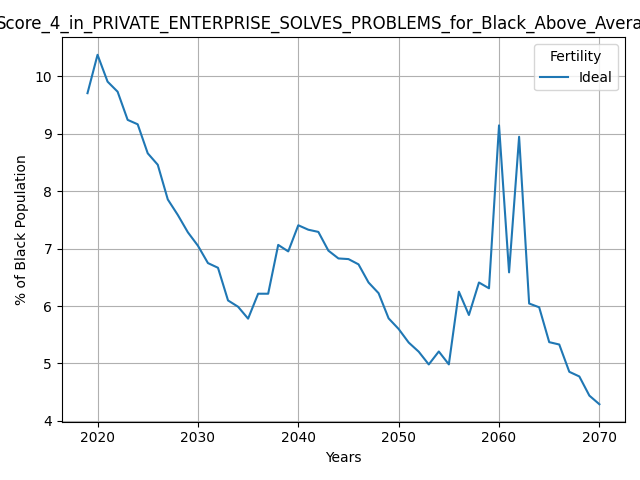 Score_4_in_PRIVATE_ENTERPRISE_SOLVES_PROBLEMS_for_Black_Above_Avera
Fertility
Ideal
% of Black Population
10
9
8
7
6
5
4
2020 2030 2040 2050 2060 2070
Years